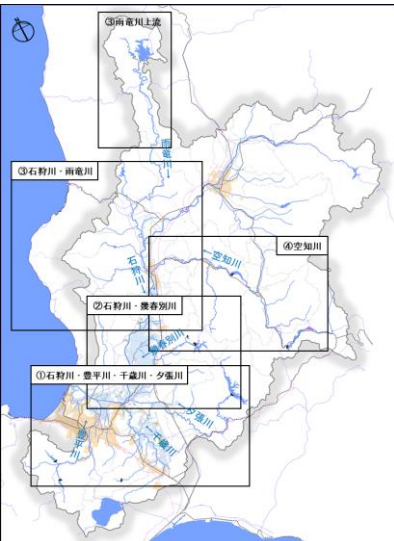 ③雨竜川上流
雨竜川
③石狩川・雨竜川
④空知川
←空知川
石狩川
②石狩川・幾春別川
幾春別川
①石狩川・豊平川・千歳川・夕張川
夕張川
千歳川
豊平川